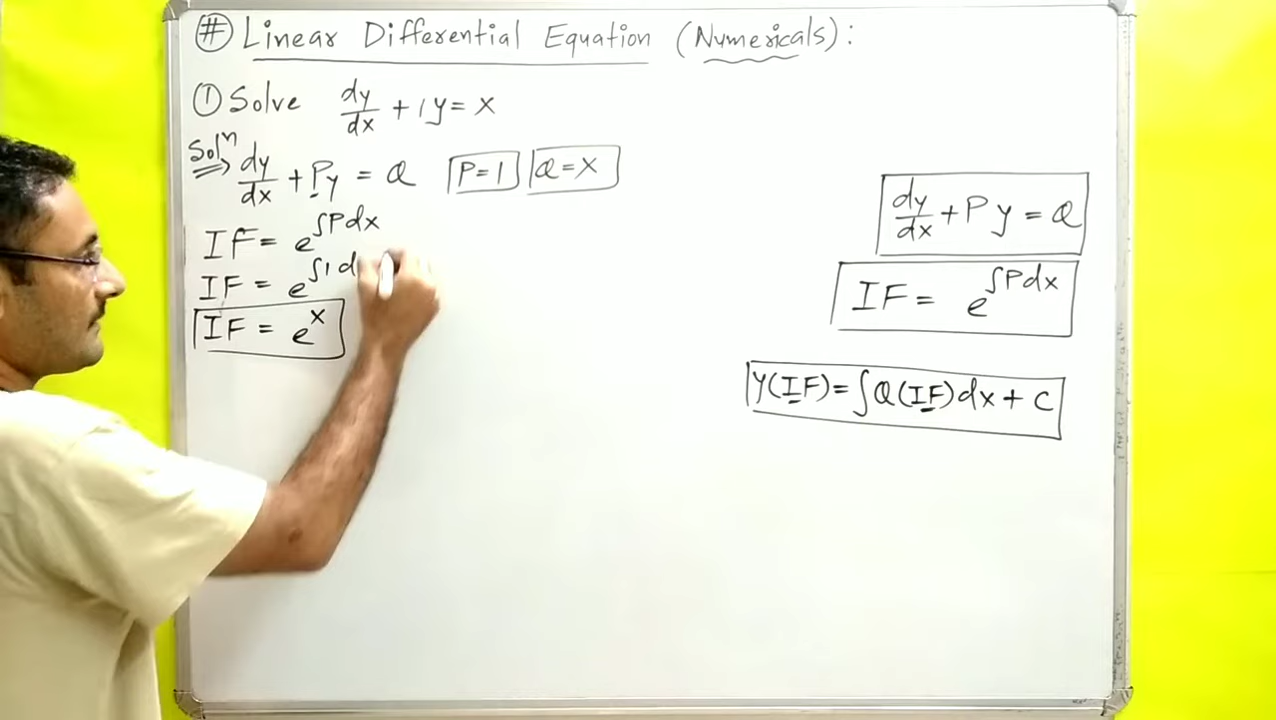 # Linear Differential Equation (Numericals):
① Solve dy/dx + 1y = x
Solⁿ dy/dx + Py = Q P=1 Q=x
IF = e^∫Pdx
IF = e^∫1 d
IF = e^x
dy/dx + Py = Q
IF = e^∫Pdx
Y(IF) = ∫Q(IF)dx + C